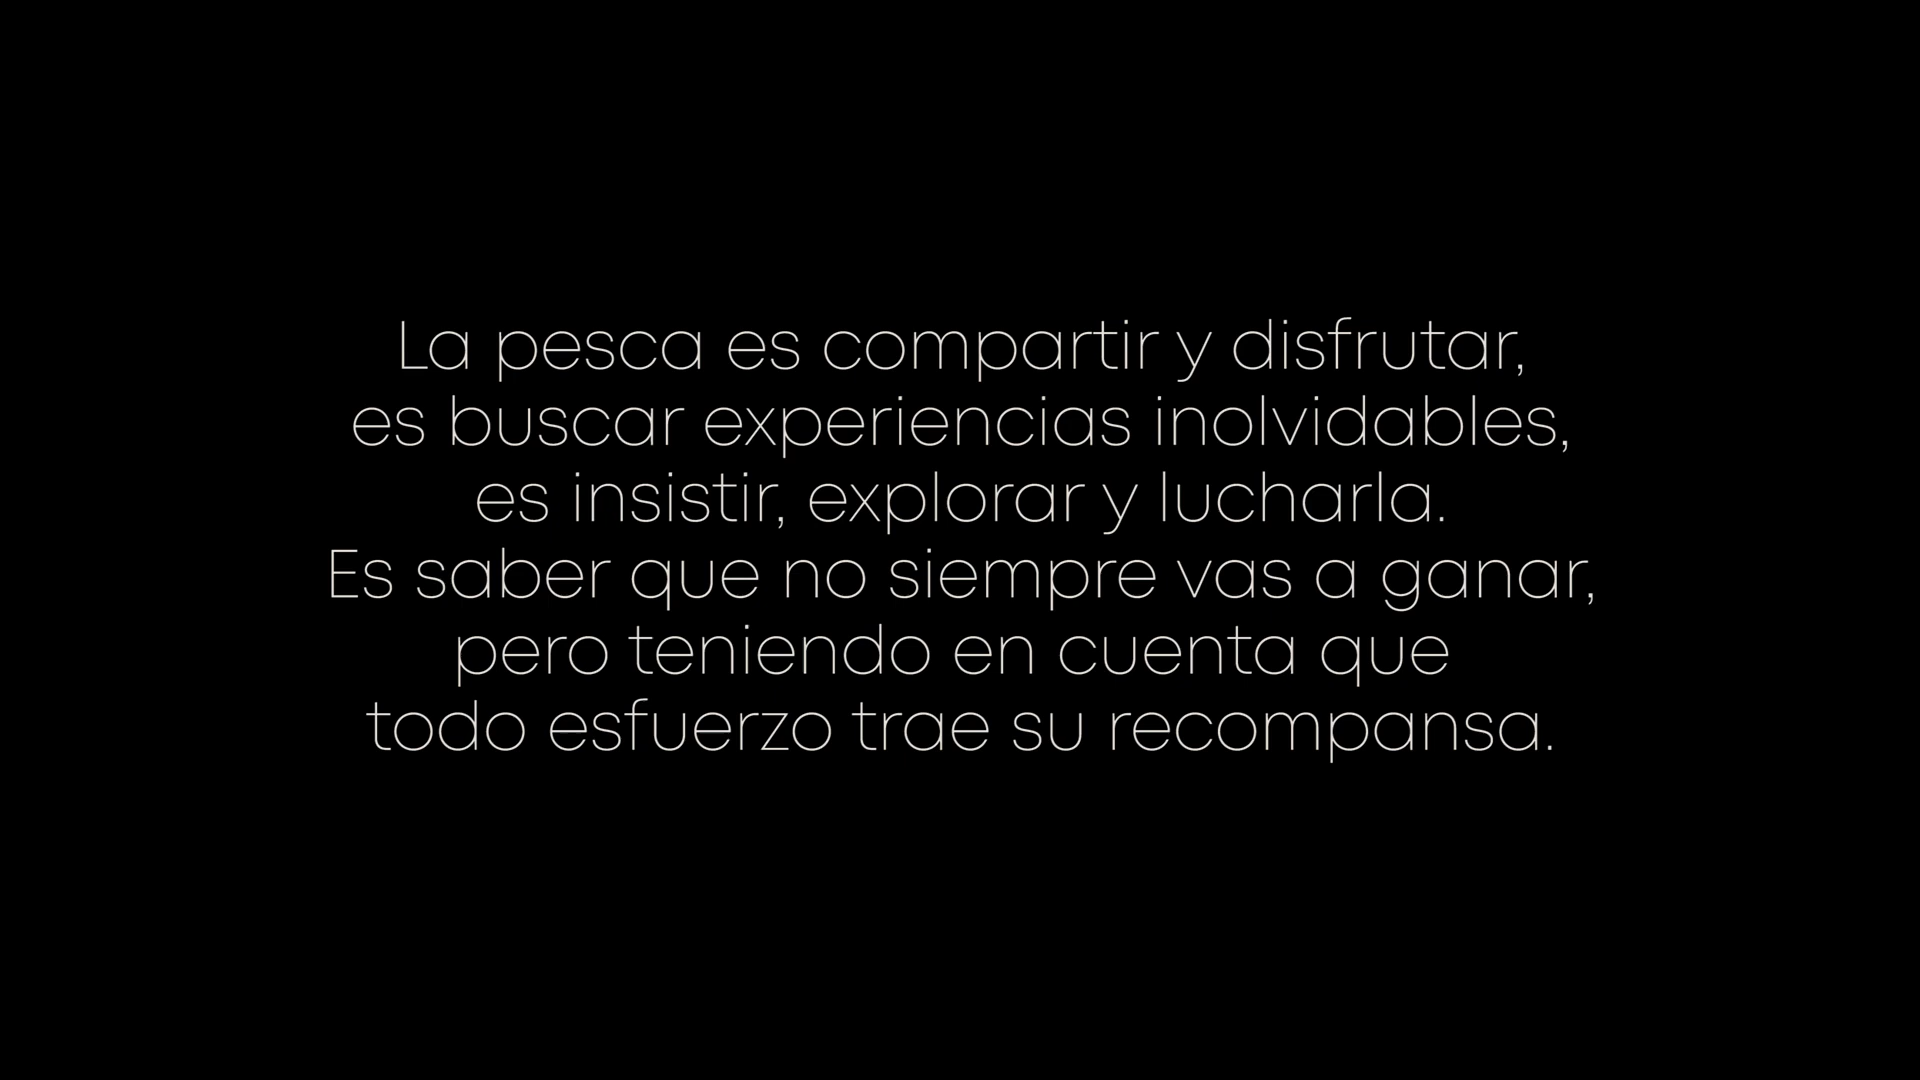 La pesca es compartir y disfrutar,
es buscar experiencias inolvidables,
es insistir, explorar y lucharla.
Es saber que no siempre vas a ganar,
pero teniendo en cuenta que
todo esfuerzo trae su recompansa.